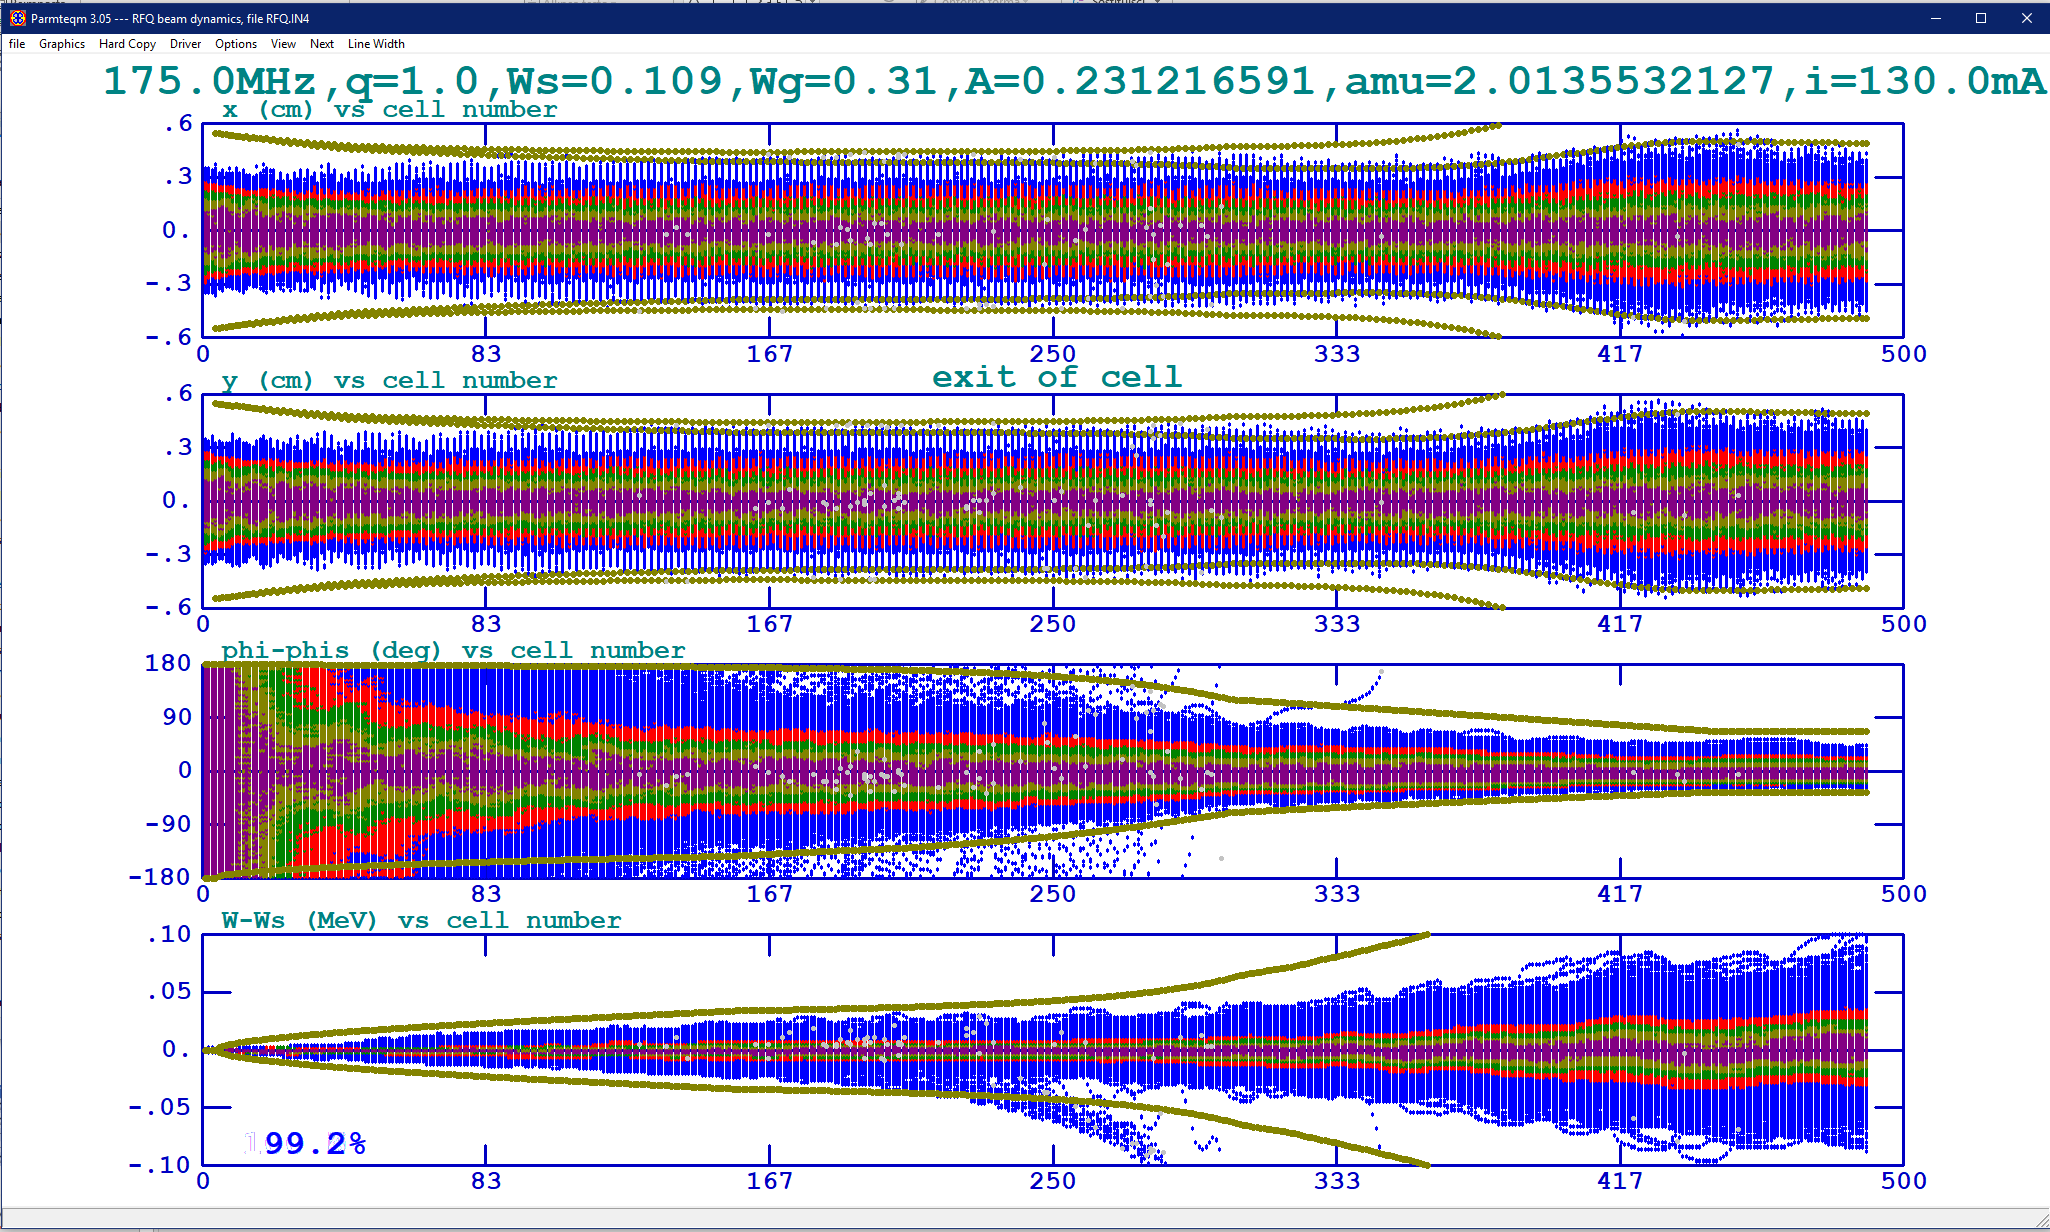 Parmteqm 3.05 --- RFQ beam dynamics, file RFQ.IN4
file Graphics Hard Copy Driver Options View Next Line Width
175.0MHz,q=1.0,Ws=0.109,Wg=0.31,A=0.231216591,amu=2.0135532127,i=130.0mA
x (cm) vs cell number
.6
.3
0.
-.3
-.6
0 83 167 250 333 417 500
y (cm) vs cell number
exit of cell
.6
.3
0.
-.3
-.6
0 83 167 250 333 417 500
phi-phis (deg) vs cell number
180
90
0
-90
-180
0 83 167 250 333 417 500
W-Ws (MeV) vs cell number
.10
.05
0.
-.05
-.10
99.2%
0 83 167 250 333 417 500